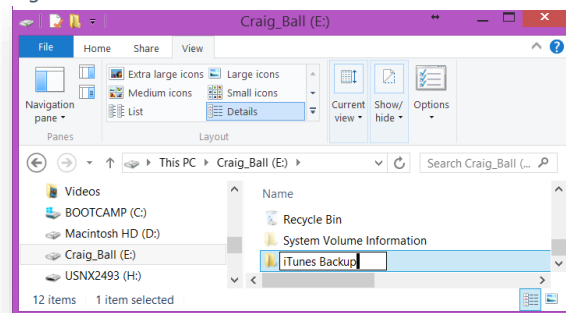 Craig_Ball (E:)
File Home Share View
Extra large icons Large icons
Medium icons Small icons
List Details
Navigation pane
Current view
Show/ hide
Options
Panes Layout
This PC Craig_Ball (E:) Search Craig_Ball (...
Videos
BOOTCAMP (C:)
Macintosh HD (D:)
Craig_Ball (E:)
USNX2493 (H:)
Name
Recycle Bin
System Volume Information
iTunes Backup
12 items 1 item selected